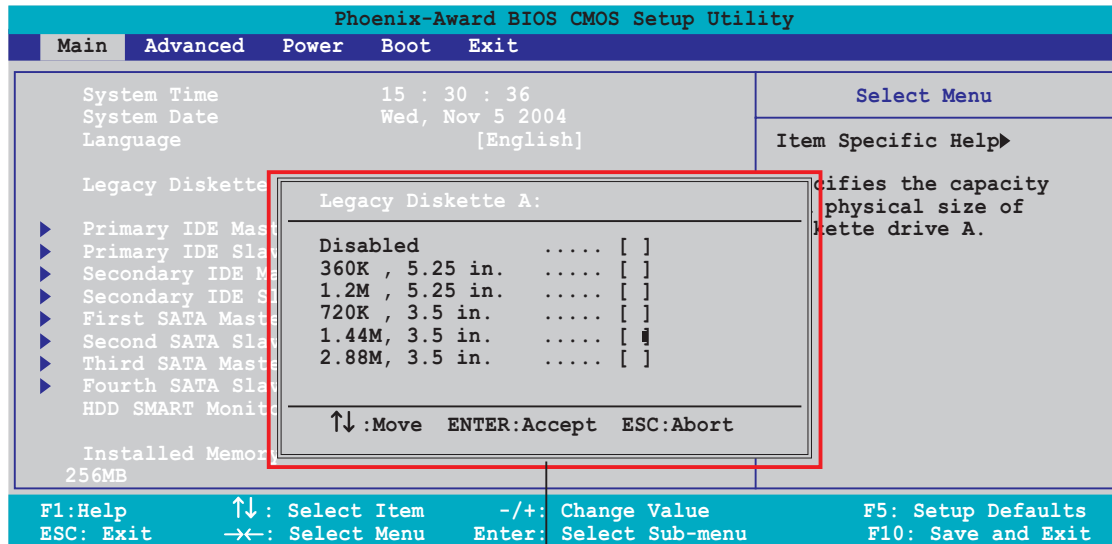 Phoenix-Award BIOS CMOS Setup Utility
Main Advanced Power Boot Exit
System Time 15 : 30 : 36
System Date Wed, Nov 5 2004
Language [English]
Legacy Diskette
Primary IDE Mast
Primary IDE Slav
Secondary IDE Ma
Secondary IDE Sl
First SATA Maste
Second SATA Slav
Third SATA Maste
Fourth SATA Slav
HDD SMART Monito
Installed Memory
256MB
Legacy Diskette A:
Disabled ..... [ ]
360K , 5.25 in. ..... [ ]
1.2M , 5.25 in. ..... [ ]
720K , 3.5 in. ..... [ ]
1.44M, 3.5 in. ..... [ ]
2.88M, 3.5 in. ..... [ ]
↑↓ :Move ENTER:Accept ESC:Abort
Select Menu
Item Specific Help▶
cifies the capacity
physical size of
kette drive A.
F1:Help ↑↓ : Select Item -/+: Change Value F5: Setup Defaults
ESC: Exit →←: Select Menu Enter: Select Sub-menu F10: Save and Exit